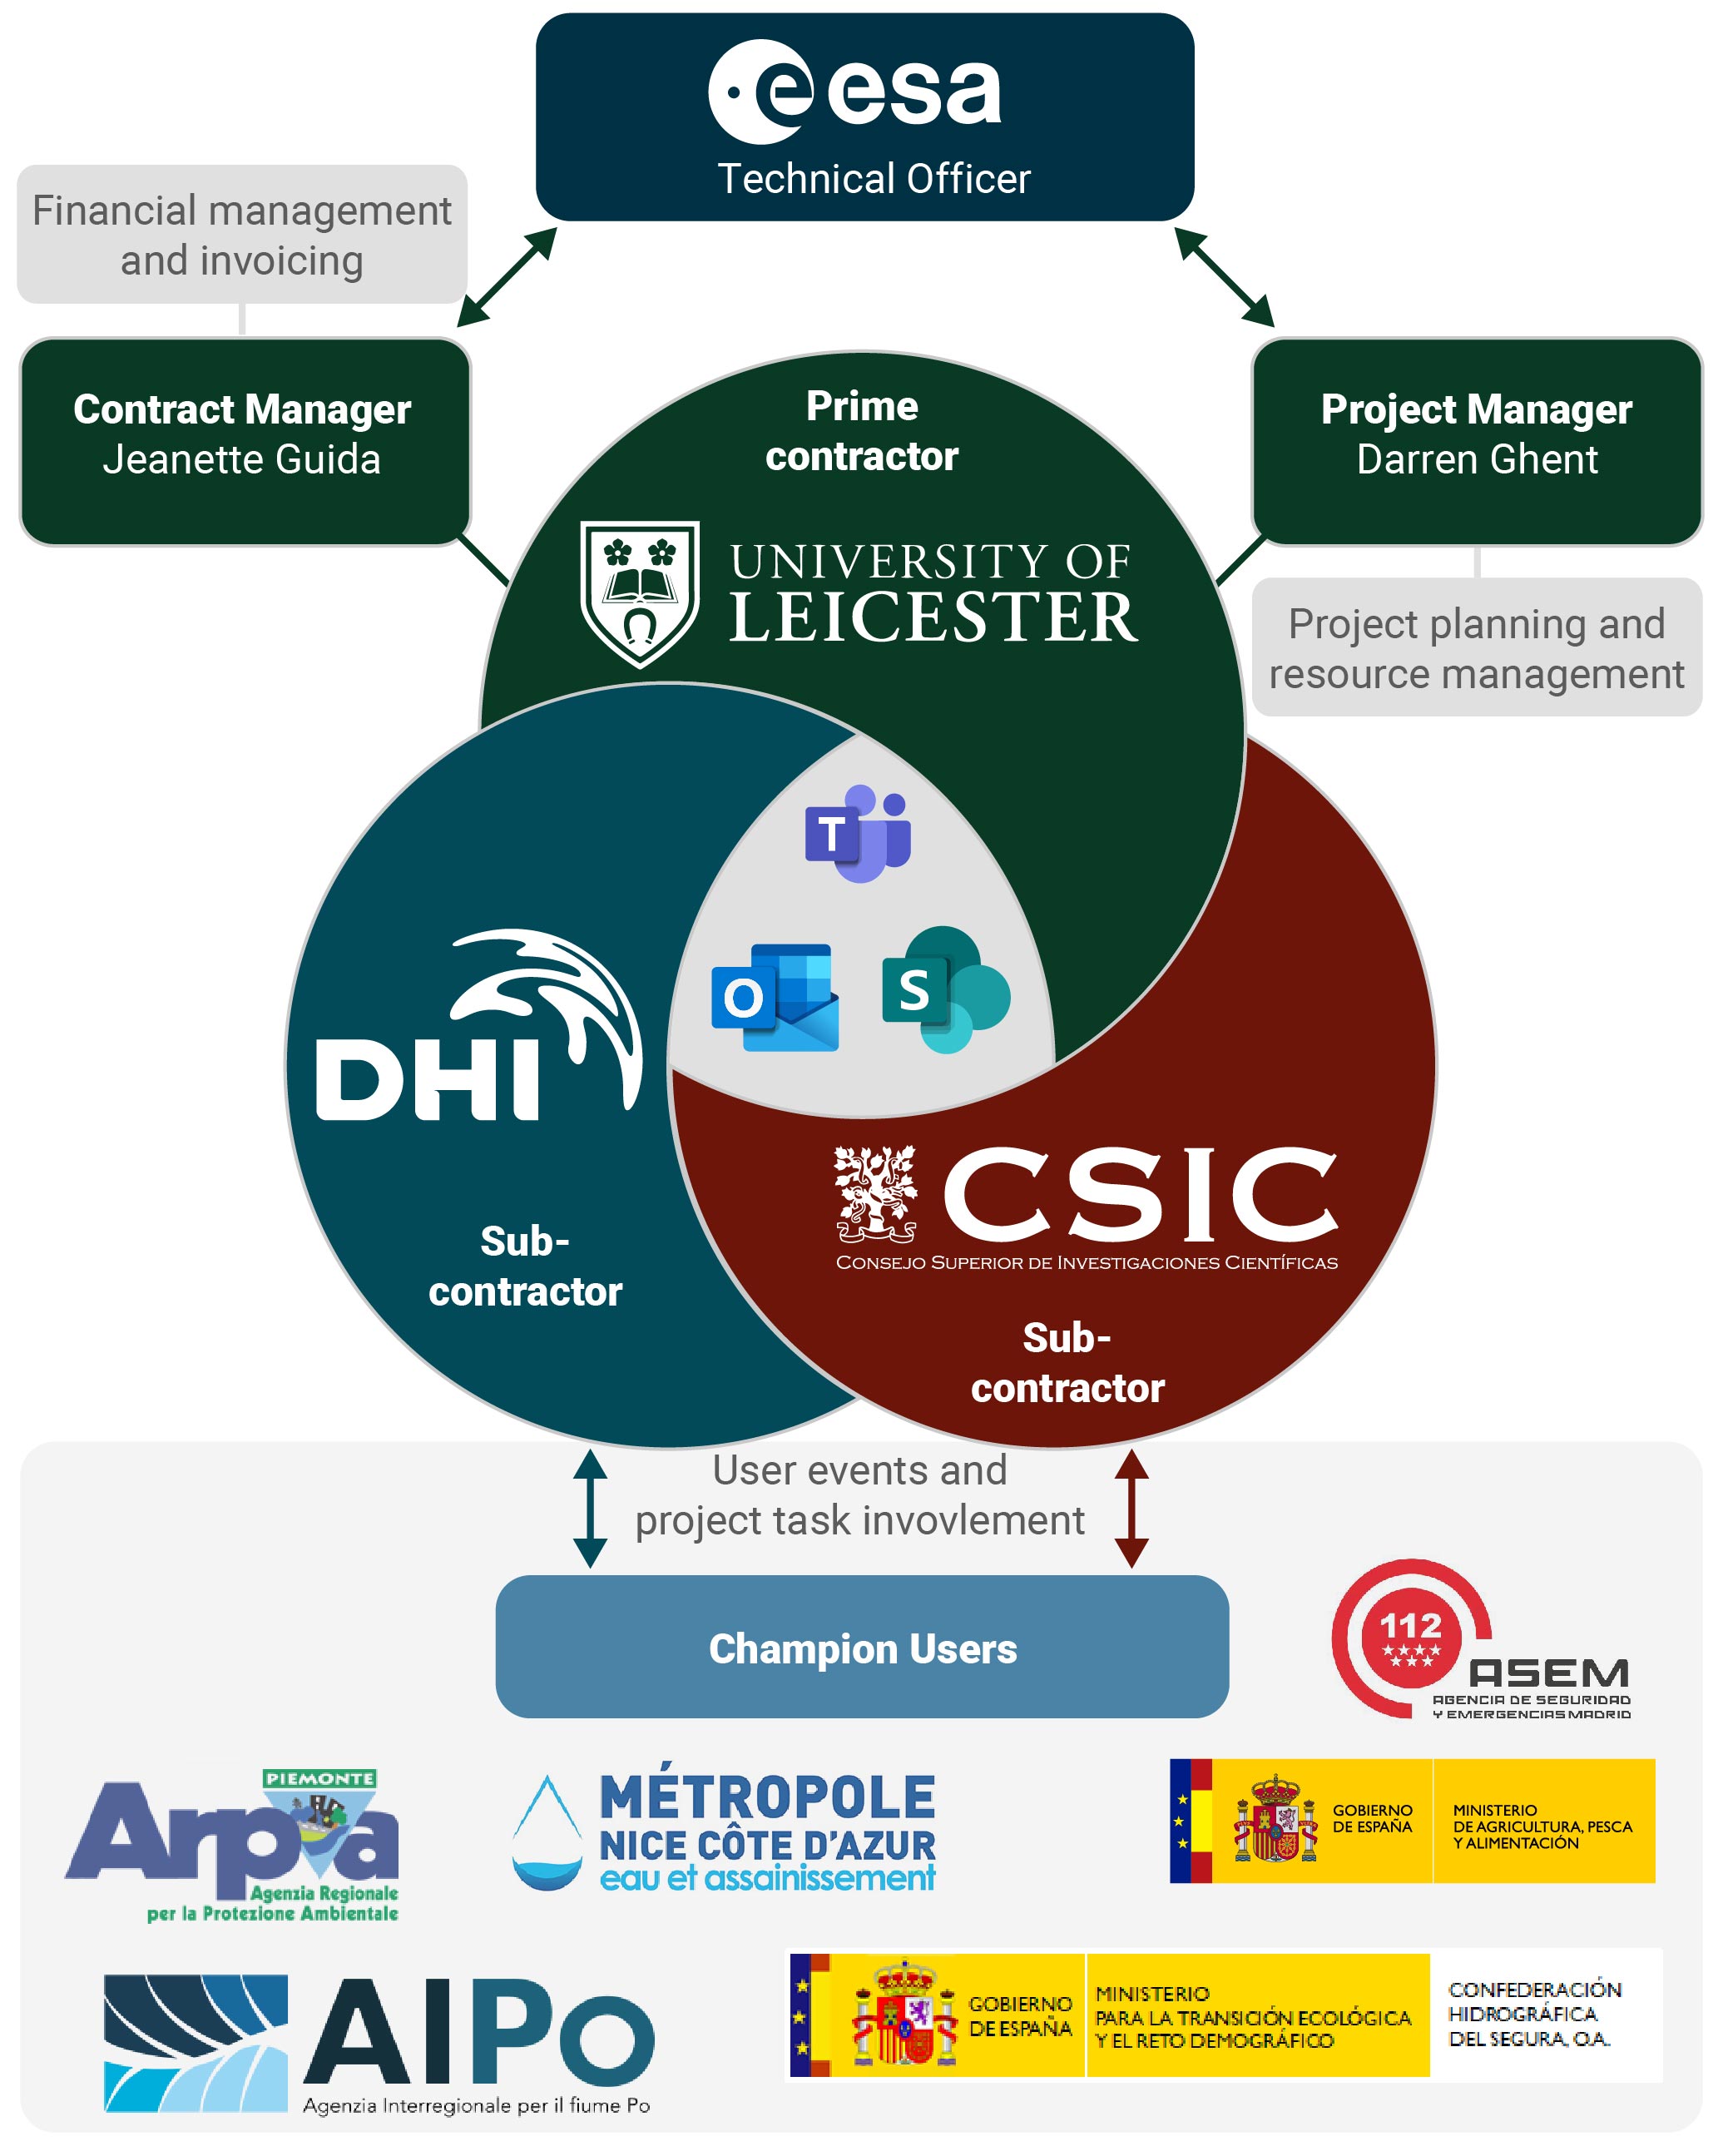 esa
Technical Officer
Financial management
and invoicing
Contract Manager
Jeanette Guida
Project Manager
Darren Ghent
Prime
contractor
UNIVERSITY OF
LEICESTER
Project planning and
resource management
T
O
S
DHI
Sub-
contractor
CSIC
CONSEJO SUPERIOR DE INVESTIGACIONES CIENTÍFICAS
Sub-
contractor
User events and
project task invovlement
Champion Users
112
ASEM
AGENCIA DE SEGURIDAD
Y EMERGENCIAS MADRID
PIEMONTE
Arpa
Agenzia Regionale
per la Protezione Ambientale
MÉTROPOLE
NICE CÔTE D'AZUR
eau et assainissement
GOBIERNO
DE ESPAÑA
MINISTERIO
DE AGRICULTURA, PESCA
Y ALIMENTACIÓN
AIPo
Agenzia Interregionale per il fiume Po
GOBIERNO
DE ESPAÑA
MINISTERIO
PARA LA TRANSICIÓN ECOLÓGICA
Y EL RETO DEMOGRÁFICO
CONFEDERACIÓN
HIDROGRÁFICA
DEL SEGURA, O.A.